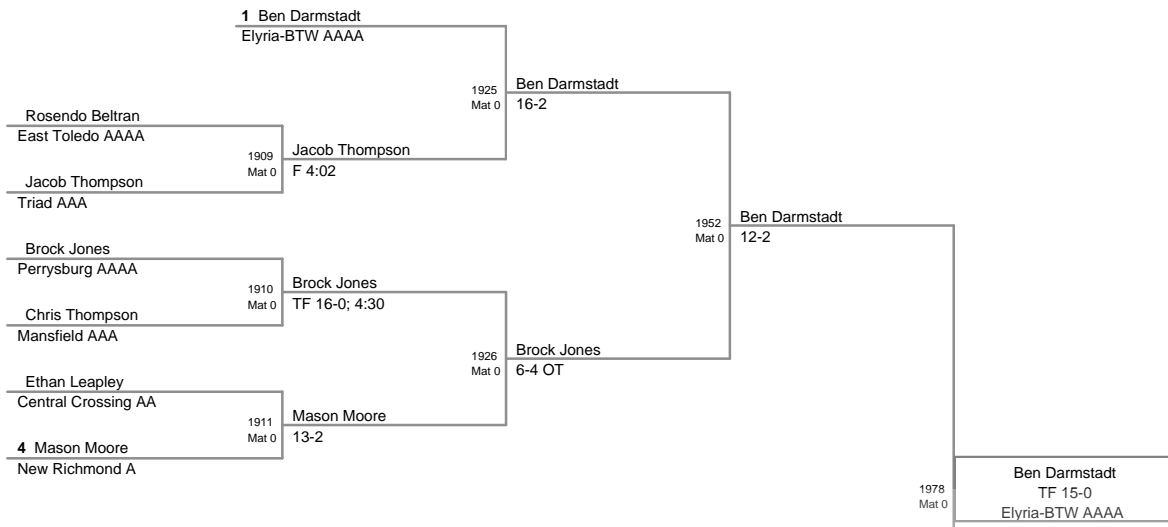 1 Ben Darmstadt
Elyria-BTW AAAA
1925
Mat 0
Ben Darmstadt
16-2
Rosendo Beltran
East Toledo AAAA
1909
Mat 0
Jacob Thompson
F 4:02
Jacob Thompson
Triad AAA
1952
Mat 0
Ben Darmstadt
12-2
Brock Jones
Perrysburg AAAA
1910
Mat 0
Brock Jones
TF 16-0; 4:30
Chris Thompson
Mansfield AAA
1926
Mat 0
Brock Jones
6-4 OT
Ethan Leapley
Central Crossing AA
1911
Mat 0
Mason Moore
13-2
4 Mason Moore
New Richmond A
1978
Mat 0
Ben Darmstadt
TF 15-0
Elyria-BTW AAAA